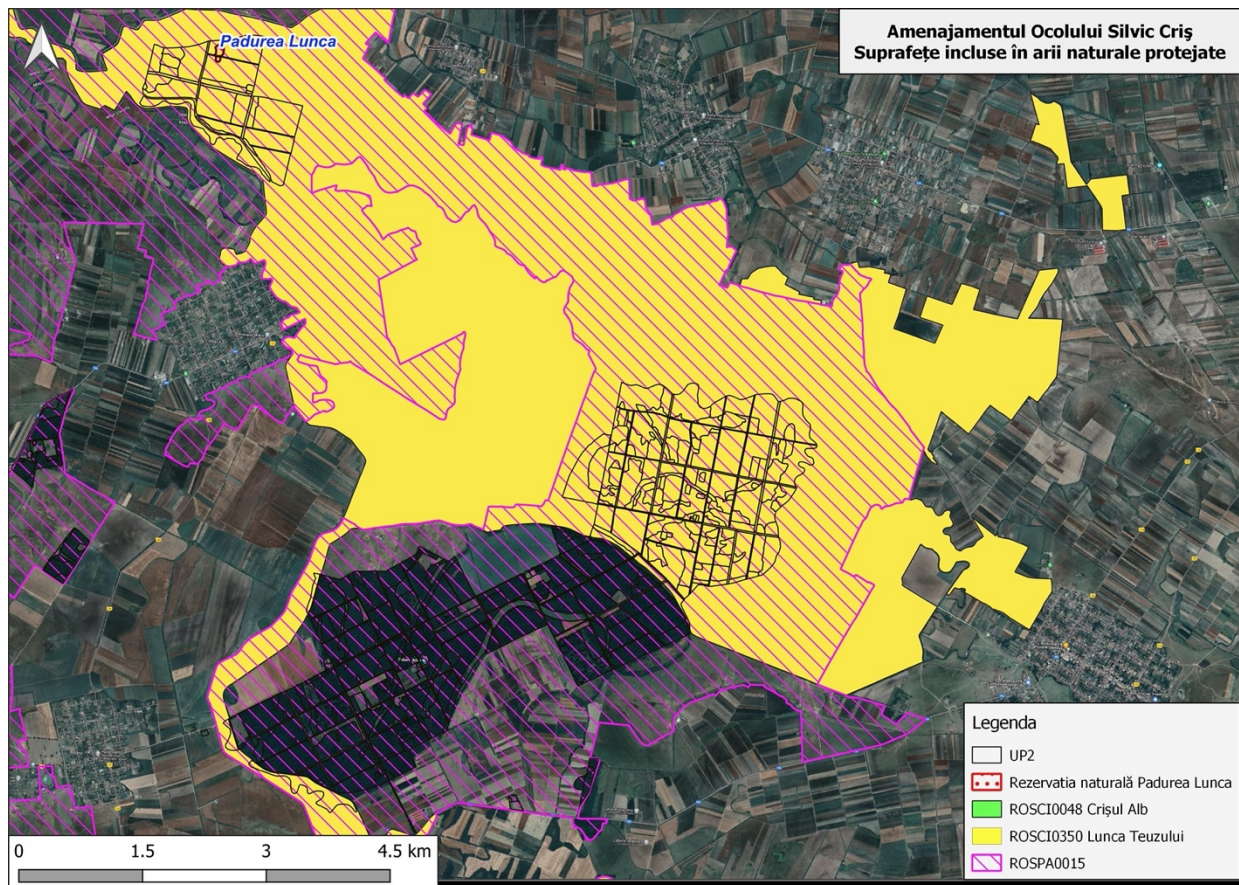 Amenajamentul Ocolului Silvic Criş
Suprafețe incluse în arii naturale protejate
Padurea Lunca
Legenda
UP2
Rezervatia naturală Padurea Lunca
ROSCI0048 Crişul Alb
ROSCI0350 Lunca Teuzului
ROSPA0015
0 1.5 3 4.5 km